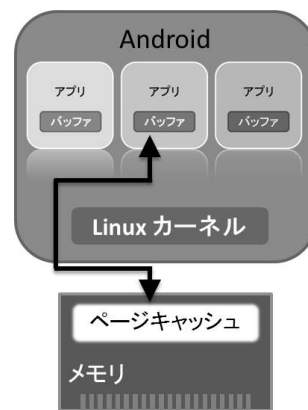 Android
アプリ
アプリ
アプリ
バッファ
バッファ
バッファ
Linux カーネル
ページキャッシュ
メモリ